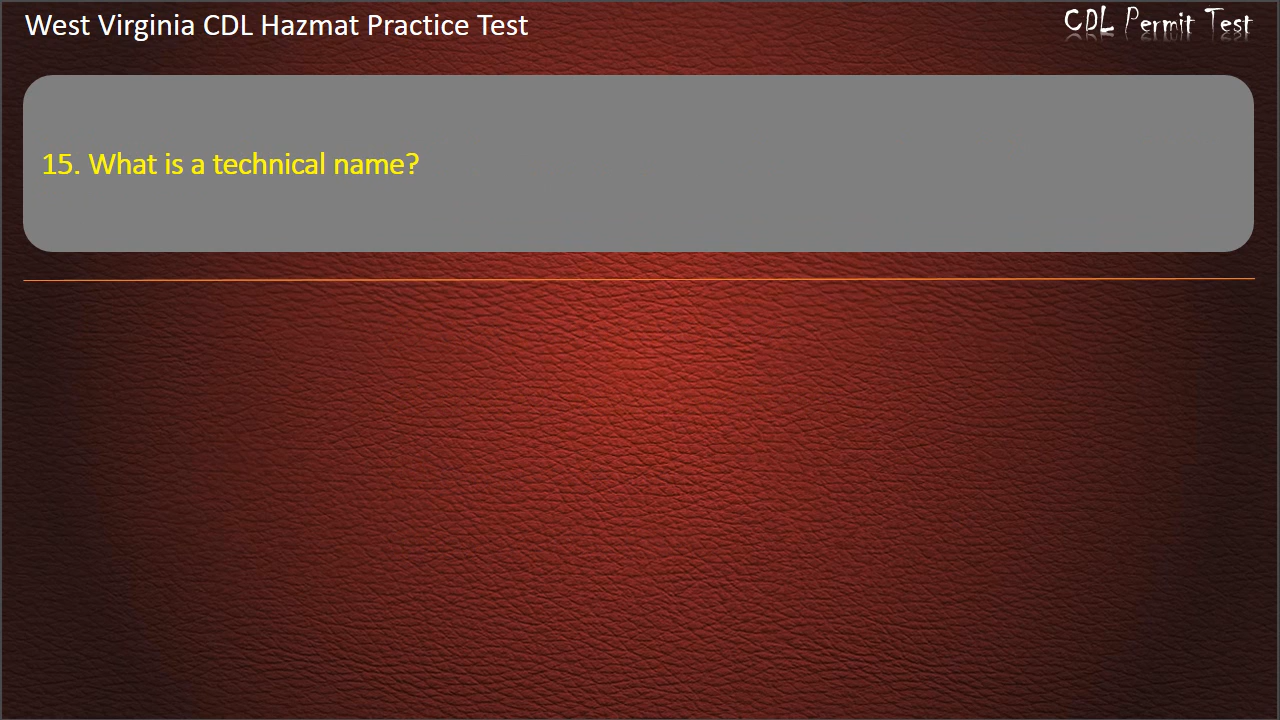 West Virginia CDL Hazmat Practice Test
CDL Permit Test
15. What is a technical name?